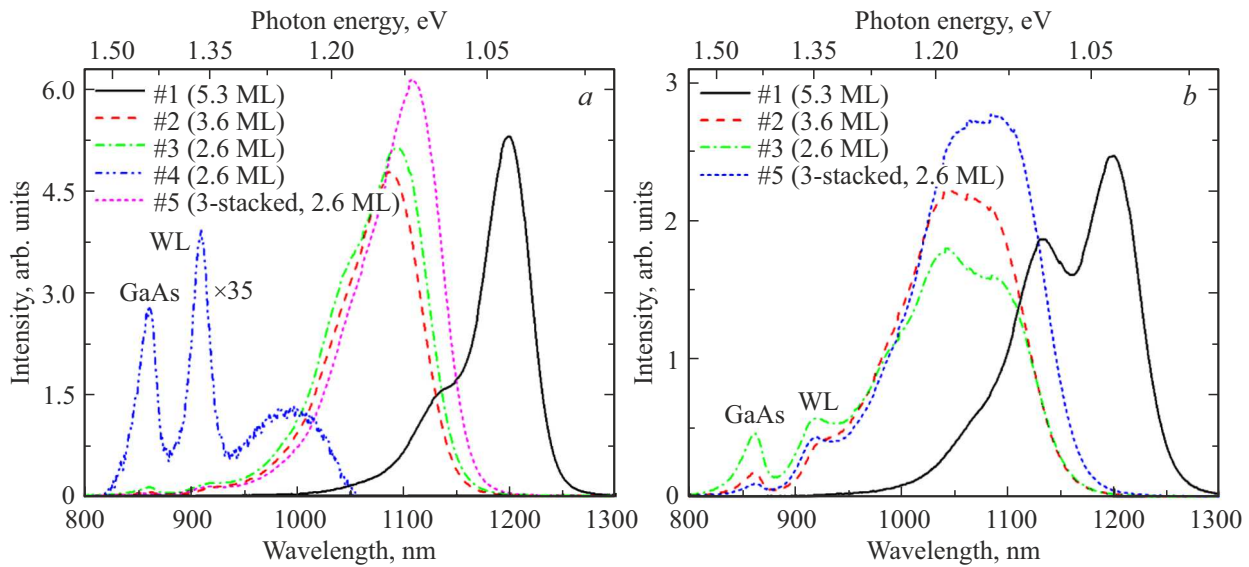 Photon energy, eV
1.50 1.35 1.20 1.05
6.0
4.5
3.0
1.5
0
Intensity, arb. units
#1 (5.3 ML)
#2 (3.6 ML)
#3 (2.6 ML)
#4 (2.6 ML)
#5 (3-stacked, 2.6 ML)
a
WL
GaAs
×35
800 900 1000 1100 1200 1300
Wavelength, nm
Photon energy, eV
1.50 1.35 1.20 1.05
3
2
1
0
Intensity, arb. units
#1 (5.3 ML)
#2 (3.6 ML)
#3 (2.6 ML)
#5 (3-stacked, 2.6 ML)
b
GaAs
WL
800 900 1000 1100 1200 1300
Wavelength, nm